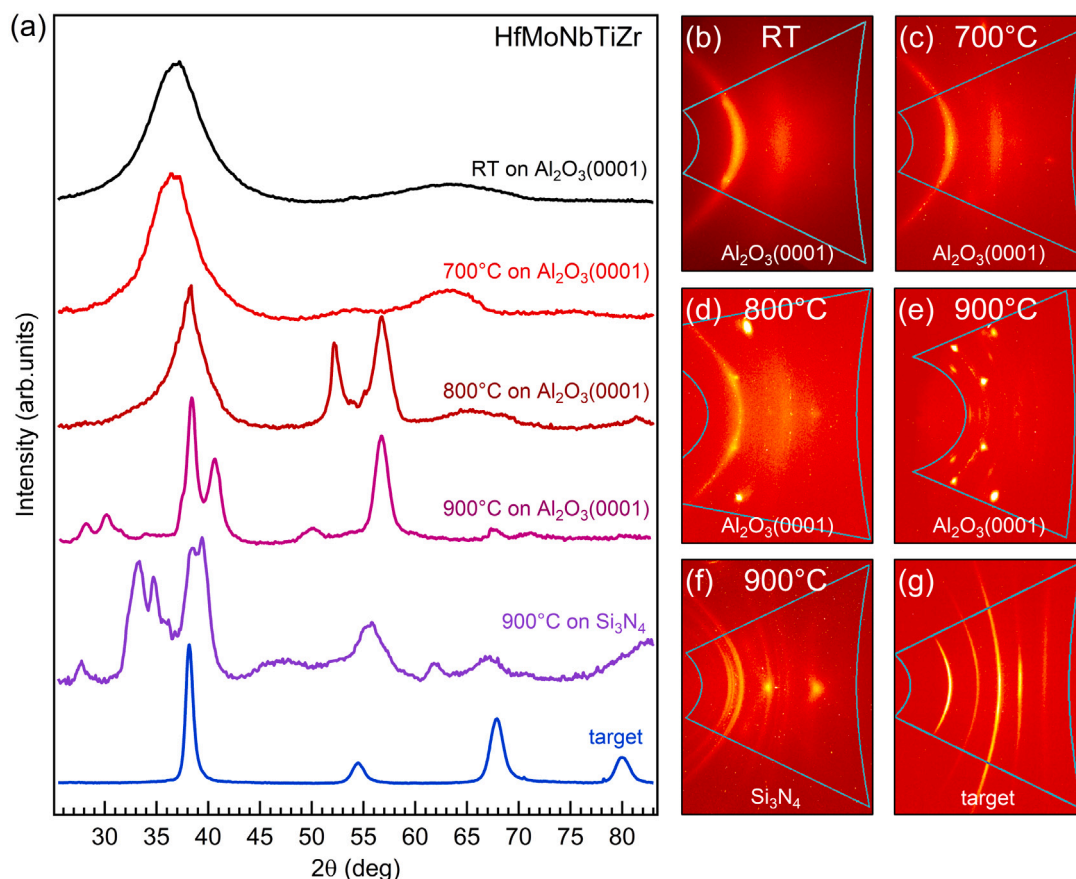 (a)
HfMoNbTiZr
RT on Al₂O₃(0001)
700°C on Al₂O₃(0001)
800°C on Al₂O₃(0001)
900°C on Al₂O₃(0001)
900°C on Si₃N₄
target
Intensity (arb.units)
30 35 40 45 50 55 60 65 70 75 80
2θ (deg)
(b) RT
Al₂O₃(0001)
(c) 700°C
Al₂O₃(0001)
(d) 800°C
Al₂O₃(0001)
(e) 900°C
Al₂O₃(0001)
(f) 900°C
Si₃N₄
(g)
target